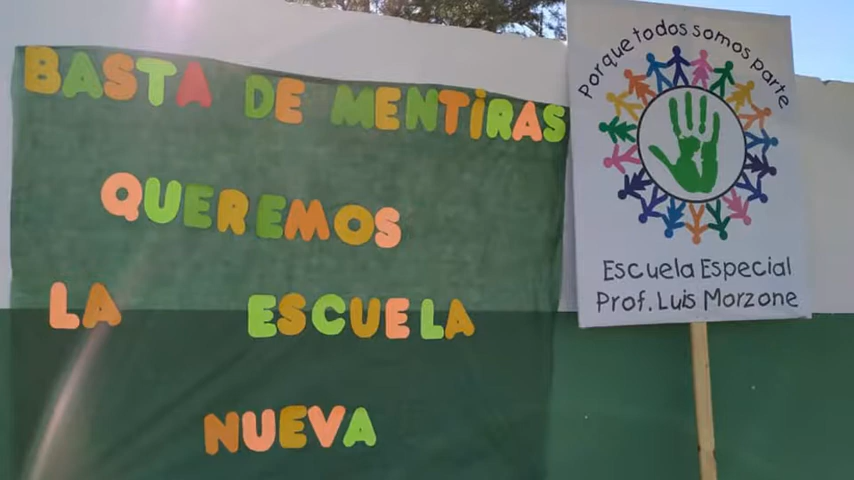 BASTA DE MENTiRAS
QUEREMOS
LA ESCUELA
NUEVA
Porque todos somos parte
Escuela Especial
Prof. Luis Morzone